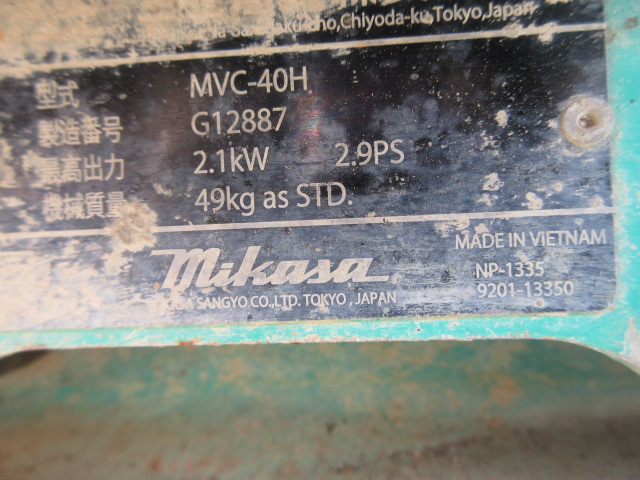 Chiyoda-ku, Tokyo, Japan
型式 MVC-40H
製造番号 G12887
最高出力 2.1kW 2.9PS
機械質量 49kg as STD.
mikasa MADE IN VIETNAM
SANGYO CO.,LTD. TOKYO, JAPAN NP-1335
9201-13350